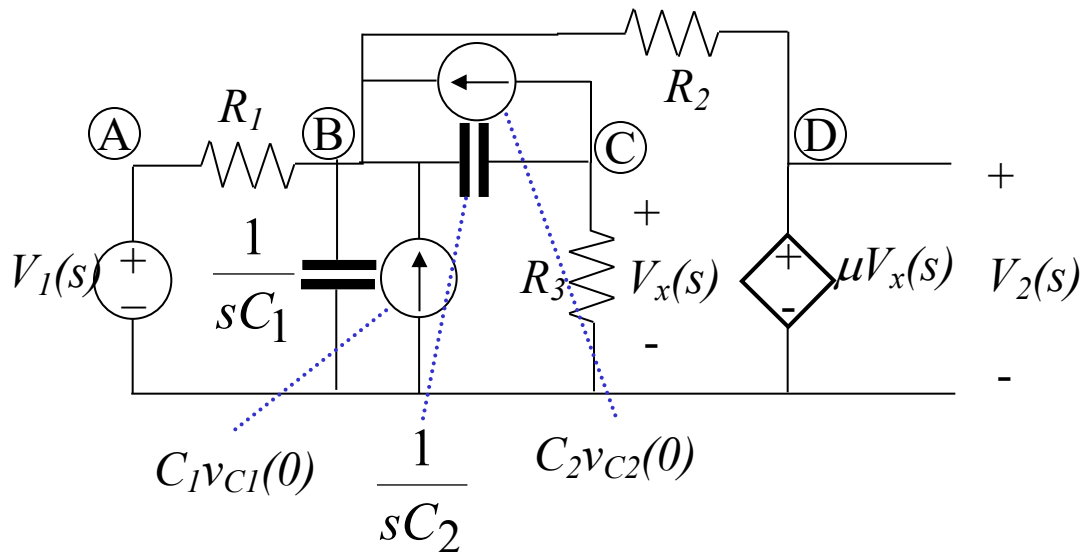 R2
A
R1
B
C
D
+
+
V1(s)
+
–
1
sC1
R3
Vx(s)
+
-
μVx(s)
V2(s)
-
-
C1vC1(0)
1
sC2
C2vC2(0)